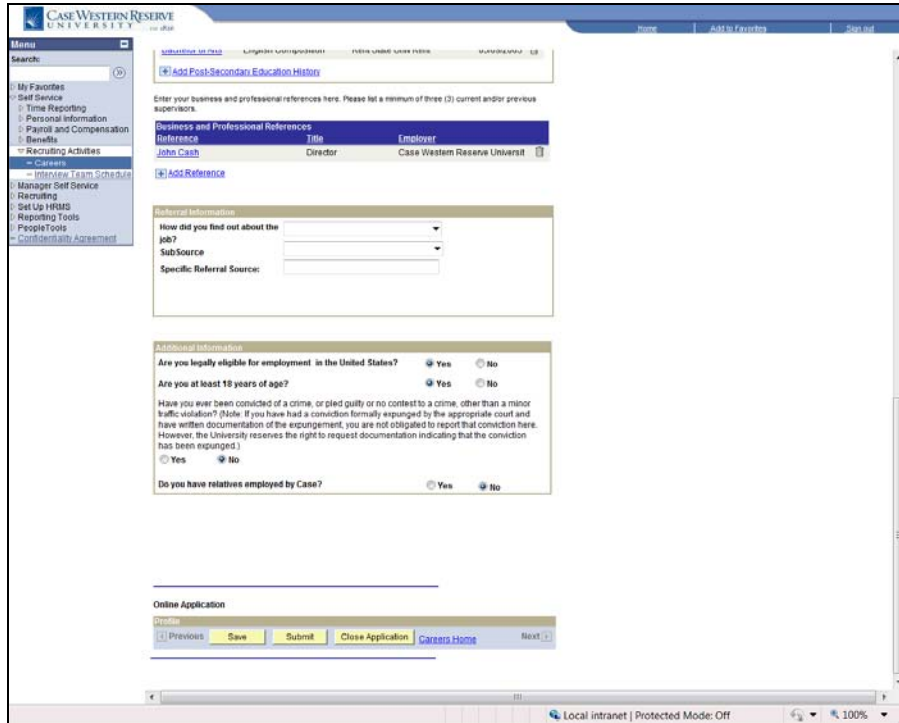 CASE WESTERN RESERVE
UNIVERSITY
Home
Add to Favorites
Sign out
Menu
Search:
My Favorites
Self Service
Time Reporting
Personal Information
Payroll and Compensation
Benefits
Recruiting Activities
– Careers
– Interview Team Schedule
Manager Self Service
Recruiting
Set Up HRMS
Reporting Tools
PeopleTools
– Confidentiality Agreement
Add Post-Secondary Education History
Enter your business and professional references here. Please list a minimum of three (3) current and/or previous
supervisors.
Business and Professional References
Reference Title Employer
John Cash Director Case Western Reserve Universit
Add Reference
Referral Information
How did you find out about the
job?
SubSource
Specific Referral Source:
Additional Information
Are you legally eligible for employment in the United States? Yes No
Are you at least 18 years of age? Yes No
Have you ever been convicted of a crime, or pled guilty or no contest to a crime, other than a minor
traffic violation? (Note: If you have had a conviction formally expunged by the appropriate court and
have written documentation of the expungement, you are not obligated to report that conviction here.
However, the University reserves the right to request documentation indicating that the conviction
has been expunged.)
Yes No
Do you have relatives employed by Case? Yes No
Online Application
Profile
Previous Save Submit Close Application Careers Home Next
Local intranet | Protected Mode: Off 100%